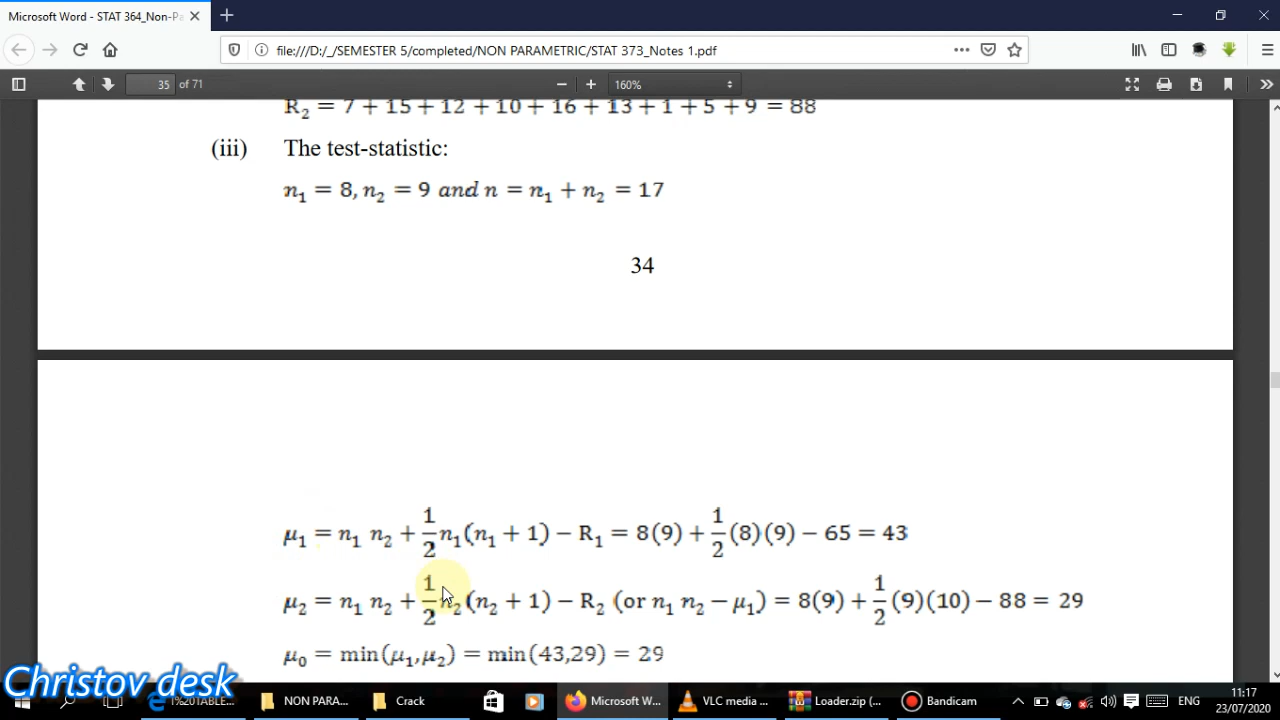 Microsoft Word - STAT 364_Non-Pa
file:///D:/_/SEMESTER 5/completed/NON PARAMETRIC/STAT 373_Notes 1.pdf
35 of 71
160%
R₂ = 7 + 15 + 12 + 10 + 16 + 13 + 1 + 5 + 9 = 88
(iii) The test-statistic:
n₁ = 8, n₂ = 9 and n = n₁ + n₂ = 17
34
μ₁ = n₁ n₂ + 1/2 n₁(n₁ + 1) − R₁ = 8(9) + 1/2 (8)(9) − 65 = 43
μ₂ = n₁ n₂ + 1/2 n₂(n₂ + 1) − R₂ (or n₁ n₂ − μ₁) = 8(9) + 1/2 (9)(10) − 88 = 29
μ₀ = min(μ₁,μ₂) = min(43,29) = 29
Christov desk
1%20TABLE...
NON PARA...
Crack
Microsoft W...
VLC media ...
Loader.zip (...
Bandicam
ENG
11:17
23/07/2020